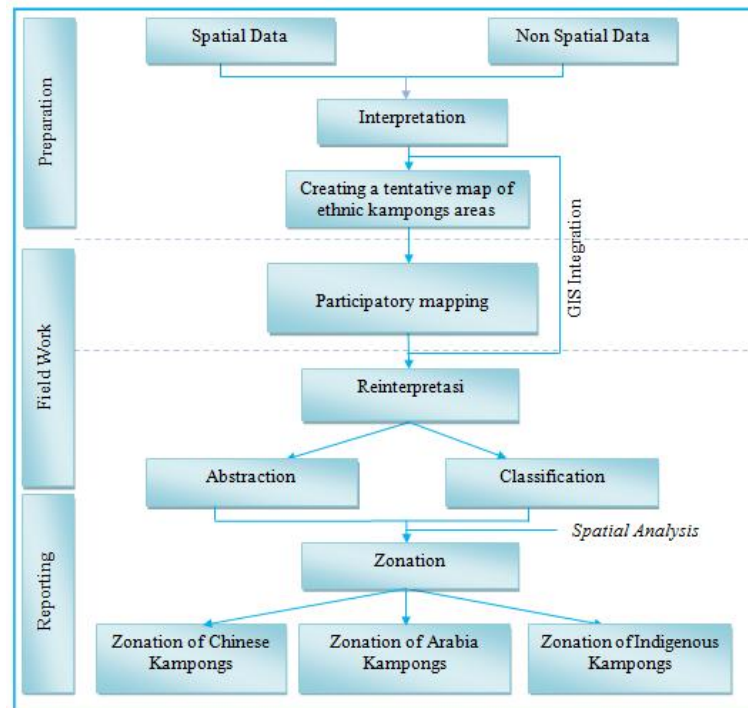 Preparation
Spatial Data
Non Spatial Data
Interpretation
Creating a tentative map of
ethnic kampongs areas
GIS Integration
Field Work
Participatory mapping
Reinterpretasi
Abstraction
Classification
Spatial Analysis
Reporting
Zonation
Zonation of Chinese
Kampongs
Zonation of Arabia
Kampongs
Zonation of Indigenous
Kampongs